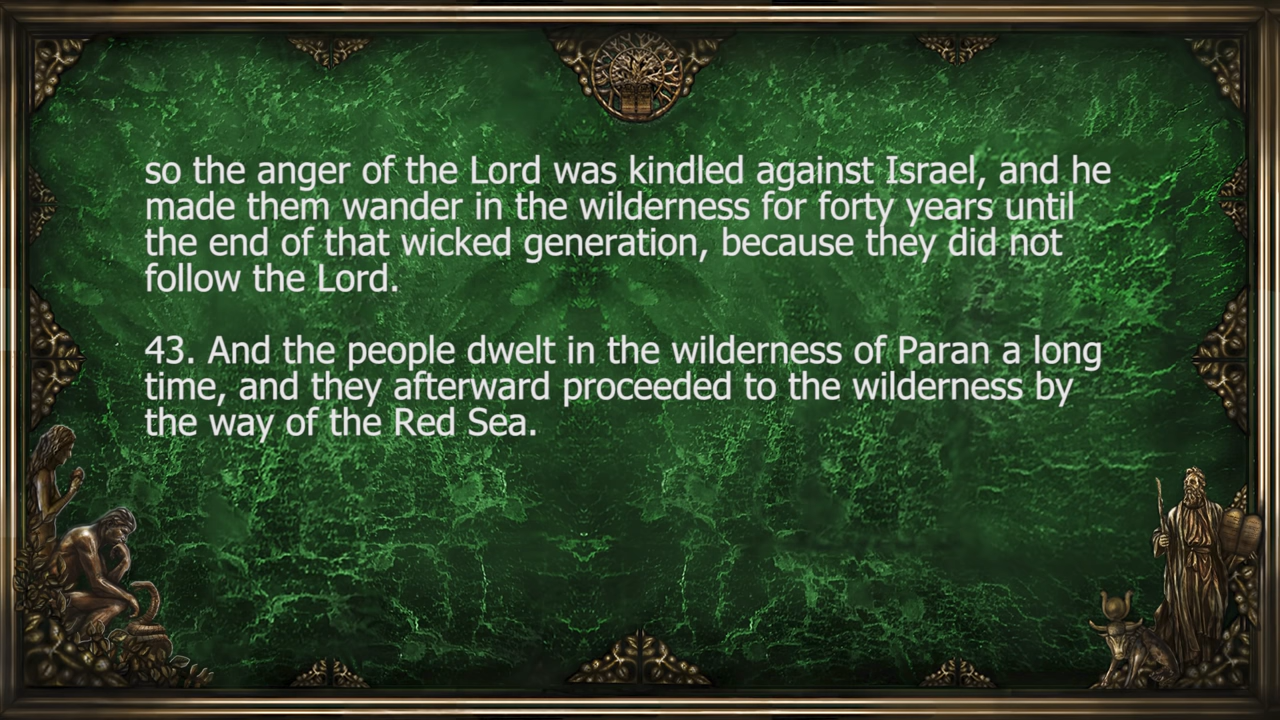 so the anger of the Lord was kindled against Israel, and he
made them wander in the wilderness for forty years until
the end of that wicked generation, because they did not
follow the Lord.
43. And the people dwelt in the wilderness of Paran a long
time, and they afterward proceeded to the wilderness by
the way of the Red Sea.